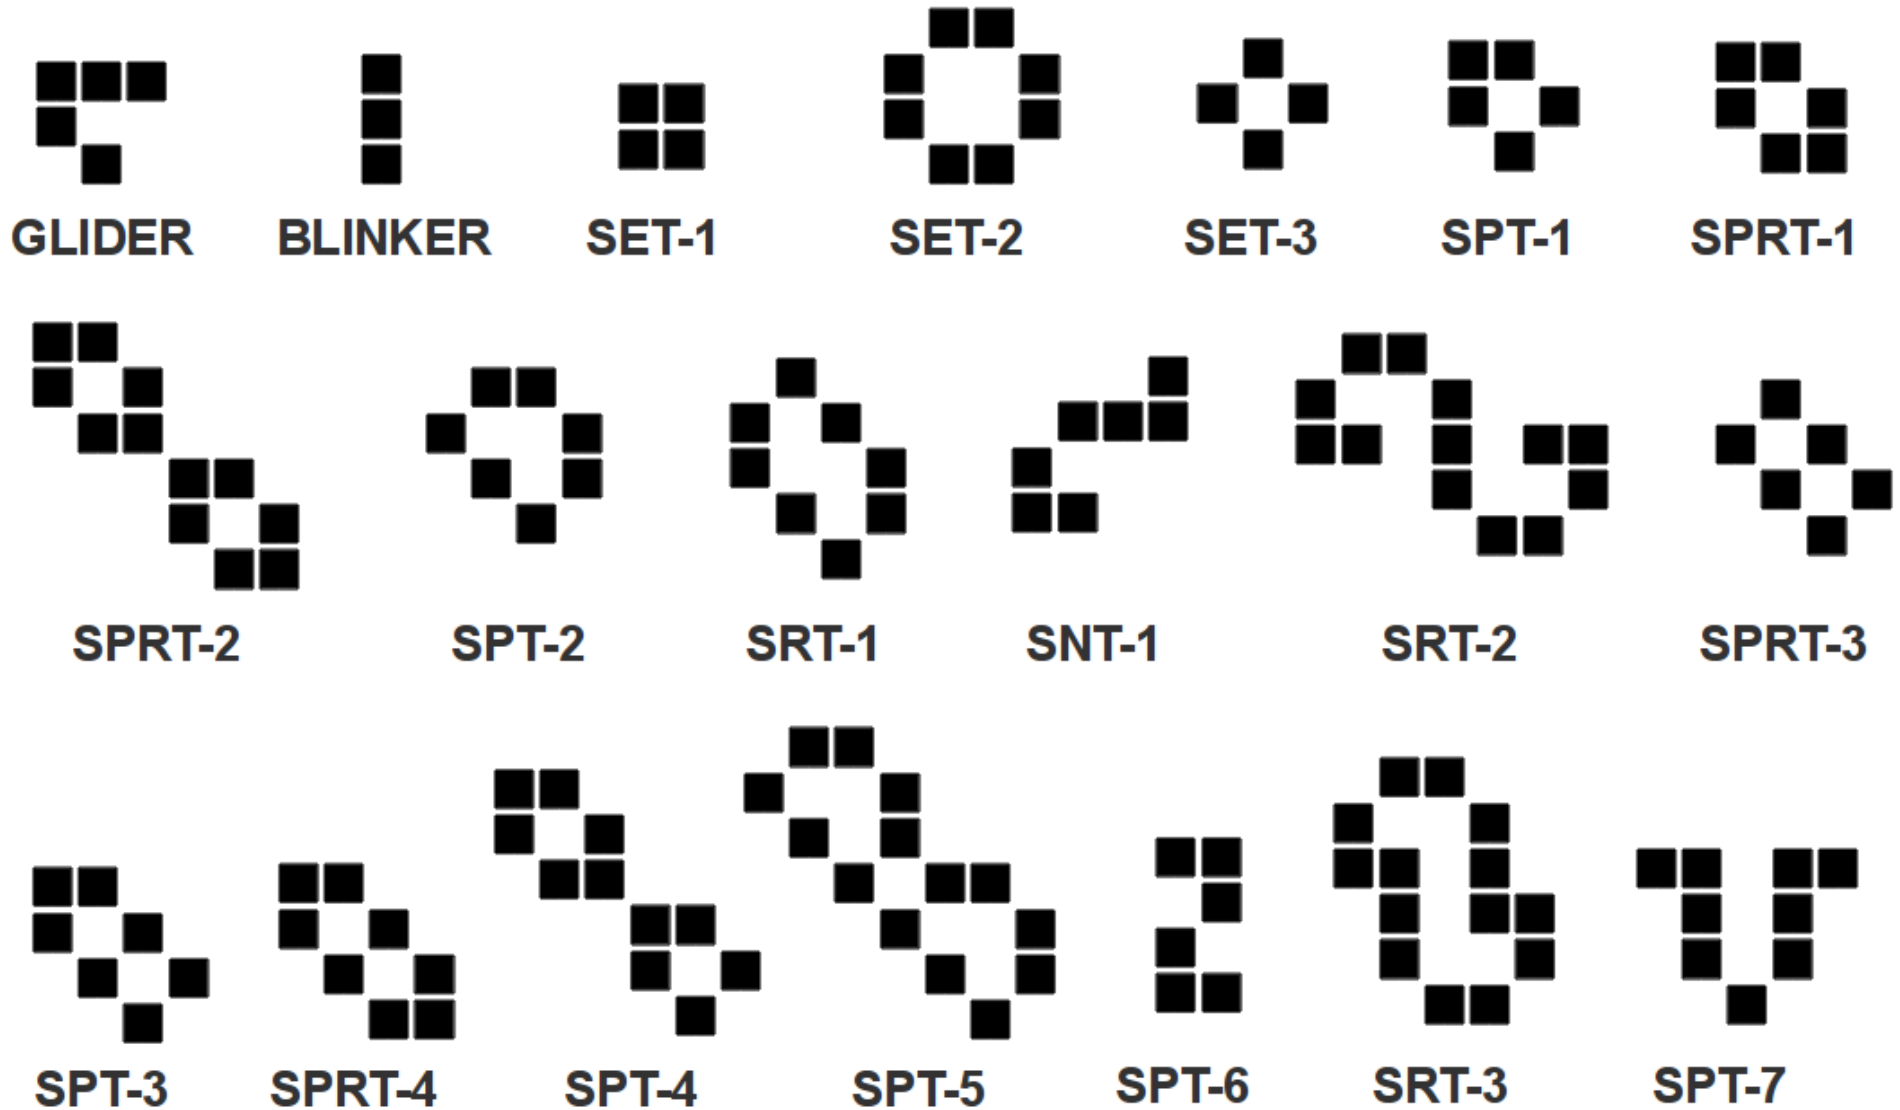 GLIDER BLINKER SET-1 SET-2 SET-3 SPT-1 SPRT-1
SPRT-2 SPT-2 SRT-1 SNT-1 SRT-2 SPRT-3
SPT-3 SPRT-4 SPT-4 SPT-5 SPT-6 SRT-3 SPT-7